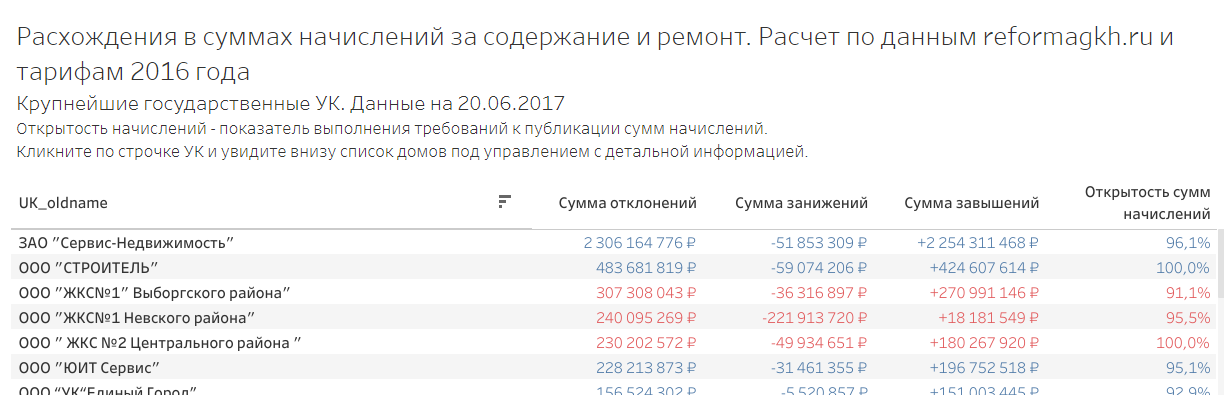 Расхождения в суммах начислений за содержание и ремонт. Расчет по данным reformagkh.ru и
тарифам 2016 года
Крупнейшие государственные УК. Данные на 20.06.2017
Открытость начислений - показатель выполнения требований к публикации сумм начислений.
Кликните по строчке УК и увидите внизу список домов под управлением с детальной информацией.
UK_oldname Сумма отклонений Сумма занижений Сумма завышений Открытость сумм
начислений
ЗАО "Сервис-Недвижимость" 2 306 164 776 ₽ -51 853 309 ₽ +2 254 311 468 ₽ 96,1%
ООО "СТРОИТЕЛЬ" 483 681 819 ₽ -59 074 206 ₽ +424 607 614 ₽ 100,0%
ООО "ЖКС№1" Выборгского района" 307 308 043 ₽ -36 316 897 ₽ +270 991 146 ₽ 91,1%
ООО "ЖКС№1 Невского района" 240 095 269 ₽ -221 913 720 ₽ +18 181 549 ₽ 95,5%
ООО " ЖКС №2 Центрального района " 230 202 572 ₽ -49 934 651 ₽ +180 267 920 ₽ 100,0%
ООО "ЮИТ Сервис" 228 213 873 ₽ -31 461 355 ₽ +196 752 518 ₽ 95,1%
ООО "УК"Единый Город" 156 524 302 ₽ -5 520 857 ₽ +151 003 445 ₽ 92,9%